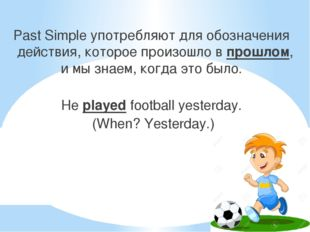 Past Simple употребляют для обозначения
действия, которое произошло в прошлом,
и мы знаем, когда это было.
He played football yesterday.
(When? Yesterday.)